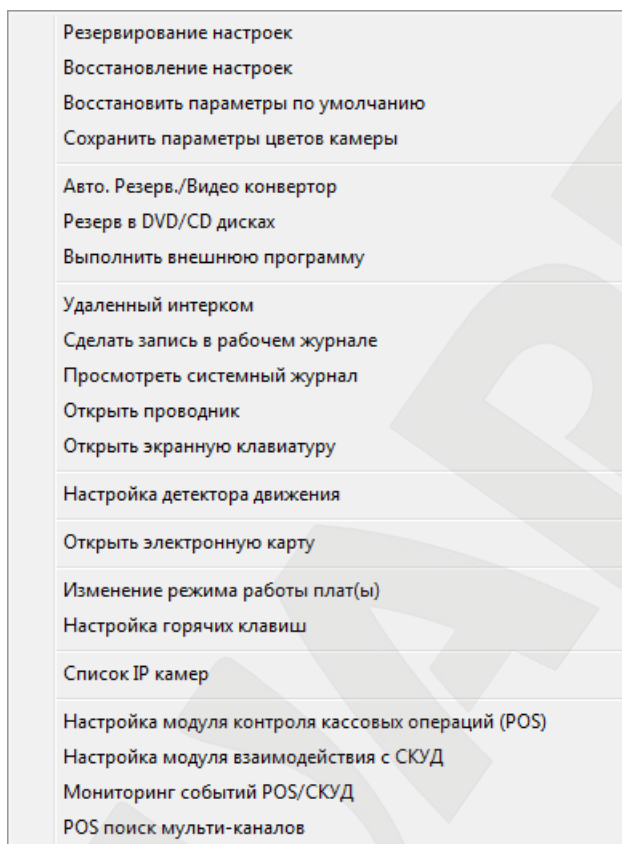 Резервирование настроек
Восстановление настроек
Восстановить параметры по умолчанию
Сохранить параметры цветов камеры
Авто. Резерв./Видео конвертор
Резерв в DVD/CD дисках
Выполнить внешнюю программу
Удаленный интерком
Сделать запись в рабочем журнале
Просмотреть системный журнал
Открыть проводник
Открыть экранную клавиатуру
Настройка детектора движения
Открыть электронную карту
Изменение режима работы плат(ы)
Настройка горячих клавиш
Список IP камер
Настройка модуля контроля кассовых операций (POS)
Настройка модуля взаимодействия с СКУД
Мониторинг событий POS/СКУД
POS поиск мульти-каналов